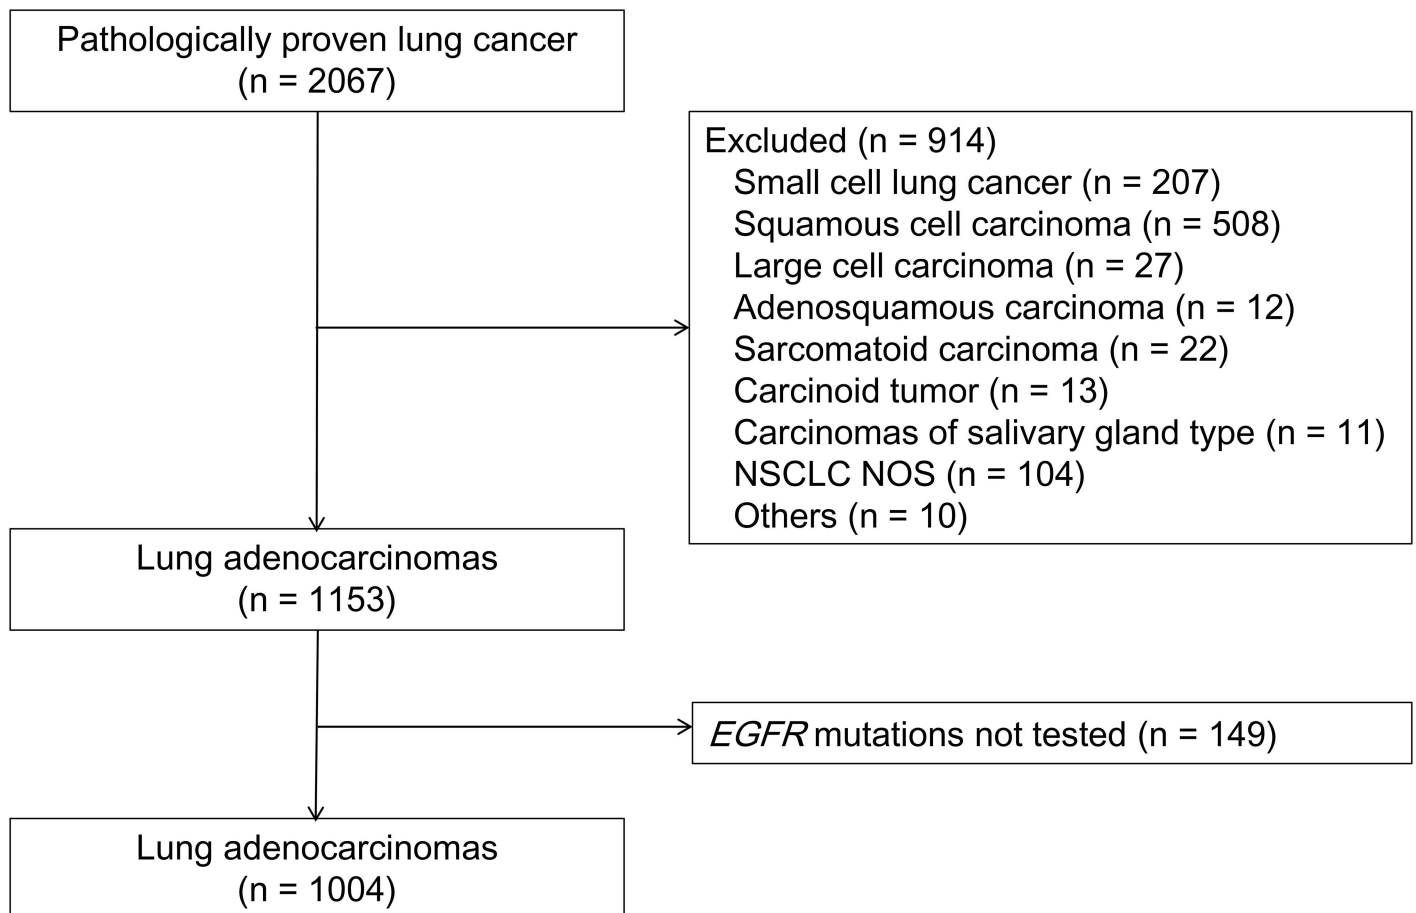 Pathologically proven lung cancer
(n = 2067)
Excluded (n = 914)
Small cell lung cancer (n = 207)
Squamous cell carcinoma (n = 508)
Large cell carcinoma (n = 27)
Adenosquamous carcinoma (n = 12)
Sarcomatoid carcinoma (n = 22)
Carcinoid tumor (n = 13)
Carcinomas of salivary gland type (n = 11)
NSCLC NOS (n = 104)
Others (n = 10)
Lung adenocarcinomas
(n = 1153)
EGFR mutations not tested (n = 149)
Lung adenocarcinomas
(n = 1004)